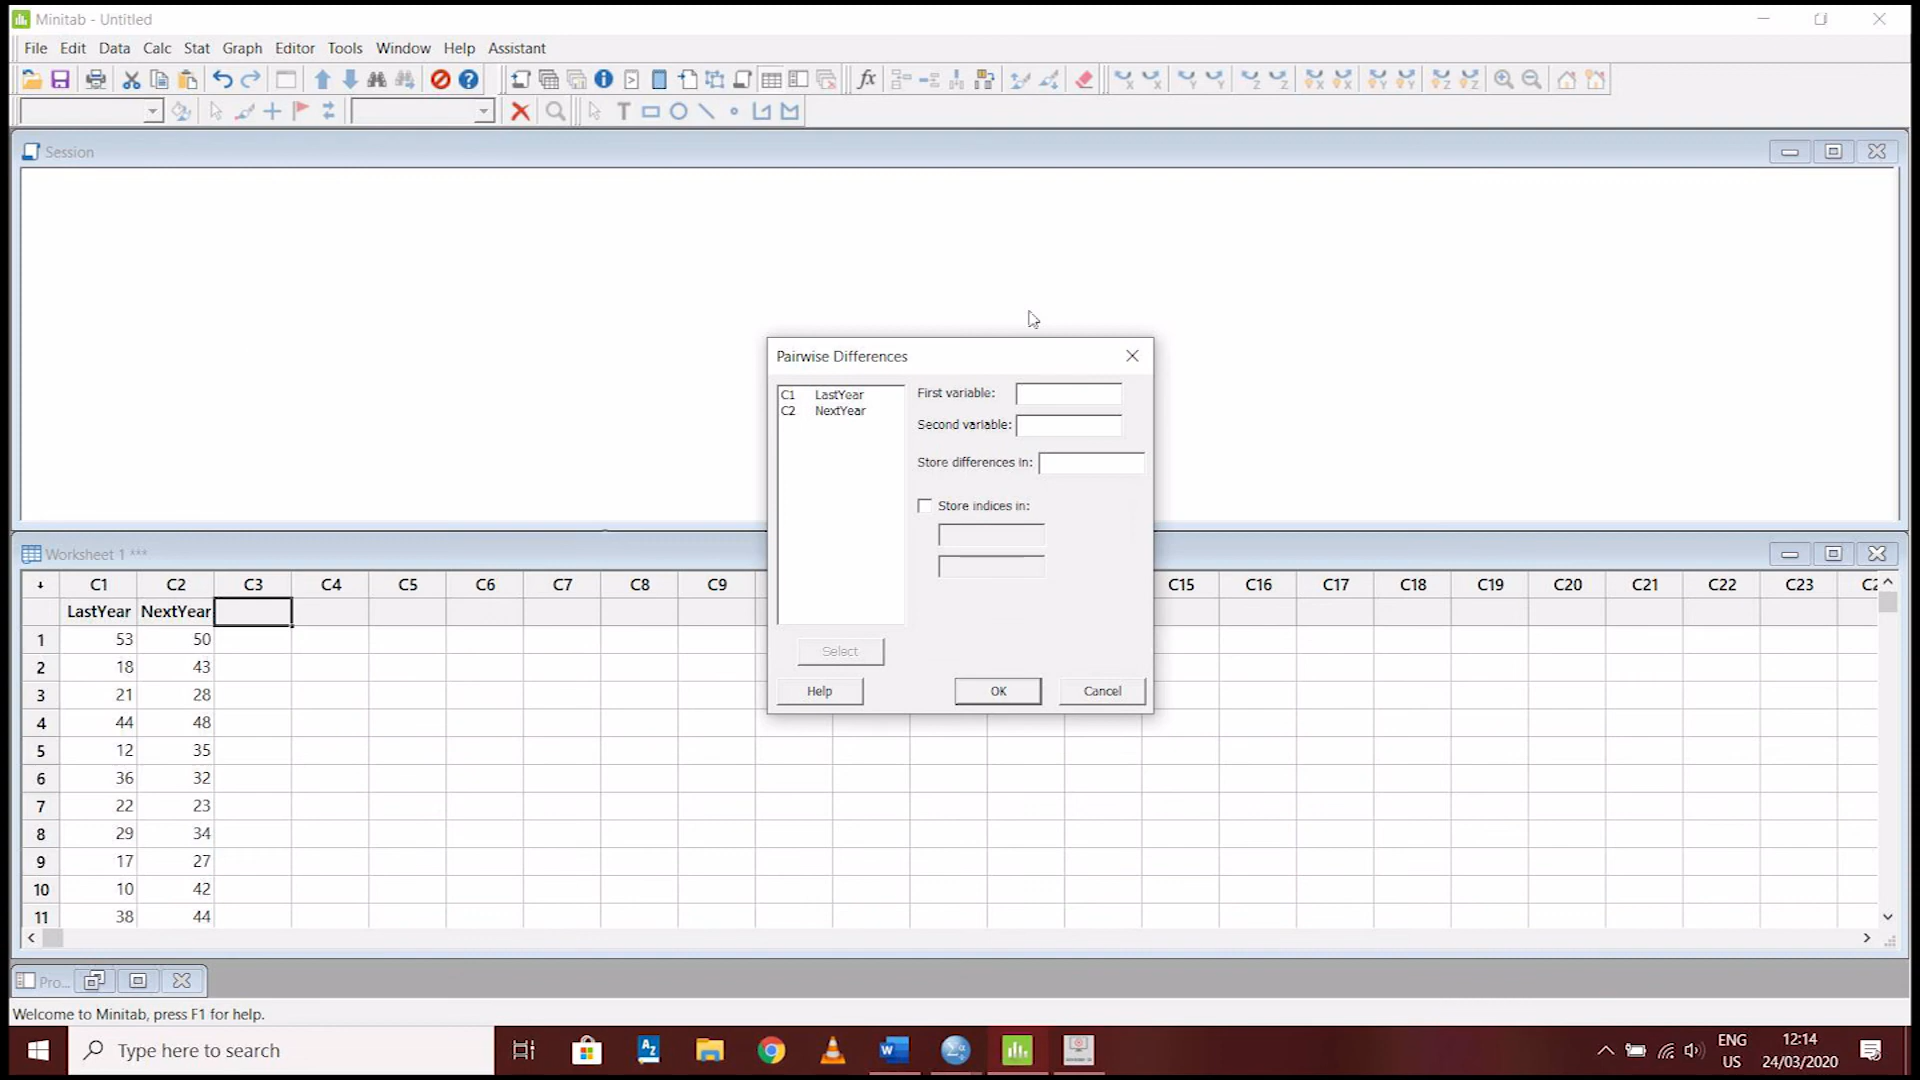 Minitab - Untitled
File Edit Data Calc Stat Graph Editor Tools Window Help Assistant
Session
Pairwise Differences
C1 LastYear
C2 NextYear
First variable:
Second variable:
Store differences in:
Store indices in:
Select
Help OK Cancel
Worksheet 1 ***
C1 C2 C3 C4 C5 C6 C7 C8 C9 C15 C16 C17 C18 C19 C20 C21 C22 C23
LastYear NextYear
1 53 50
2 18 43
3 21 28
4 44 48
5 12 35
6 36 32
7 22 23
8 29 34
9 17 27
10 10 42
11 38 44
Pro...
Welcome to Minitab, press F1 for help.
Type here to search
ENG
US
12:14
24/03/2020